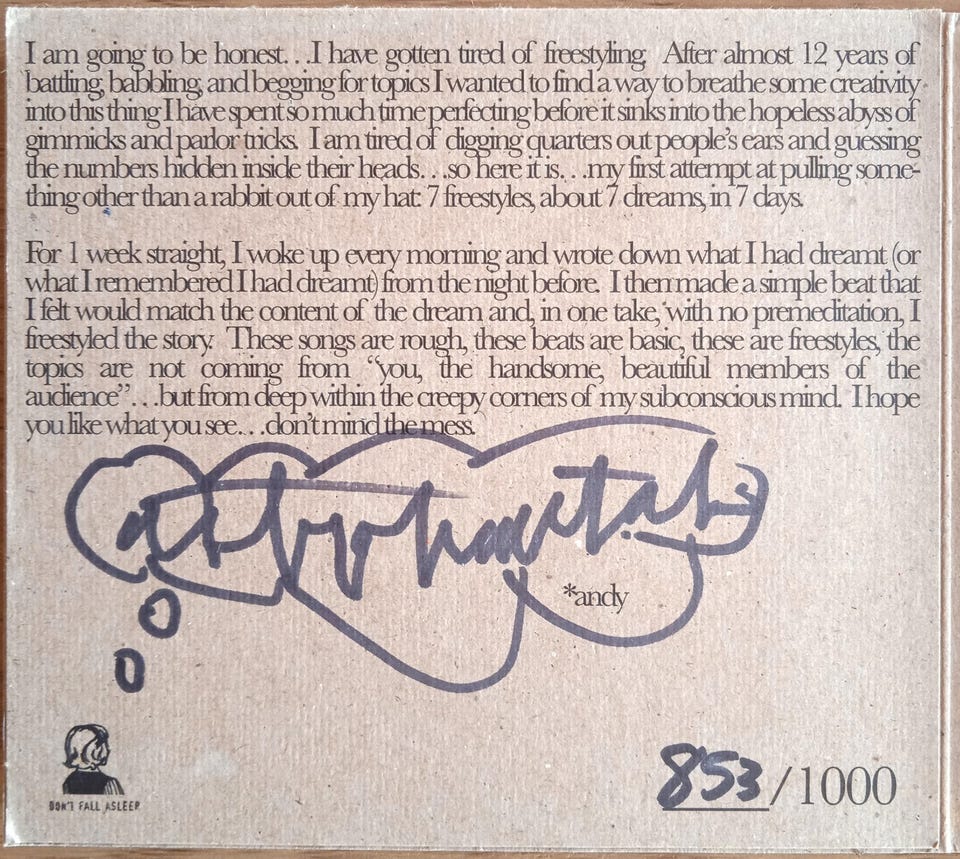 I am going to be honest. . .I have gotten tired of freestyling. After almost 12 years of
battling, babbling, and begging for topics I wanted to find a way to breathe some creativity
into this thing I have spent so much time perfecting before it sinks into the hopeless abyss of
gimmicks and parlor tricks. I am tired of digging quarters out people's ears and guessing
the numbers hidden inside their heads. . .so here it is. . .my first attempt at pulling some-
thing other than a rabbit out of my hat: 7 freestyles, about 7 dreams, in 7 days.
For 1 week straight, I woke up every morning and wrote down what I had dreamt (or
what I remembered I had dreamt) from the night before. I then made a simple beat that
I felt would match the content of the dream and, in one take, with no premeditation, I
freestyled the story. These songs are rough, these beats are basic, these are freestyles, the
topics are not coming from “you, the handsome, beautiful members of the
audience”. . .but from deep within the creepy corners of my subconscious mind. I hope
you like what you see. . .don't mind the mess.
*andy
DON'T FALL ASLEEP
853/1000